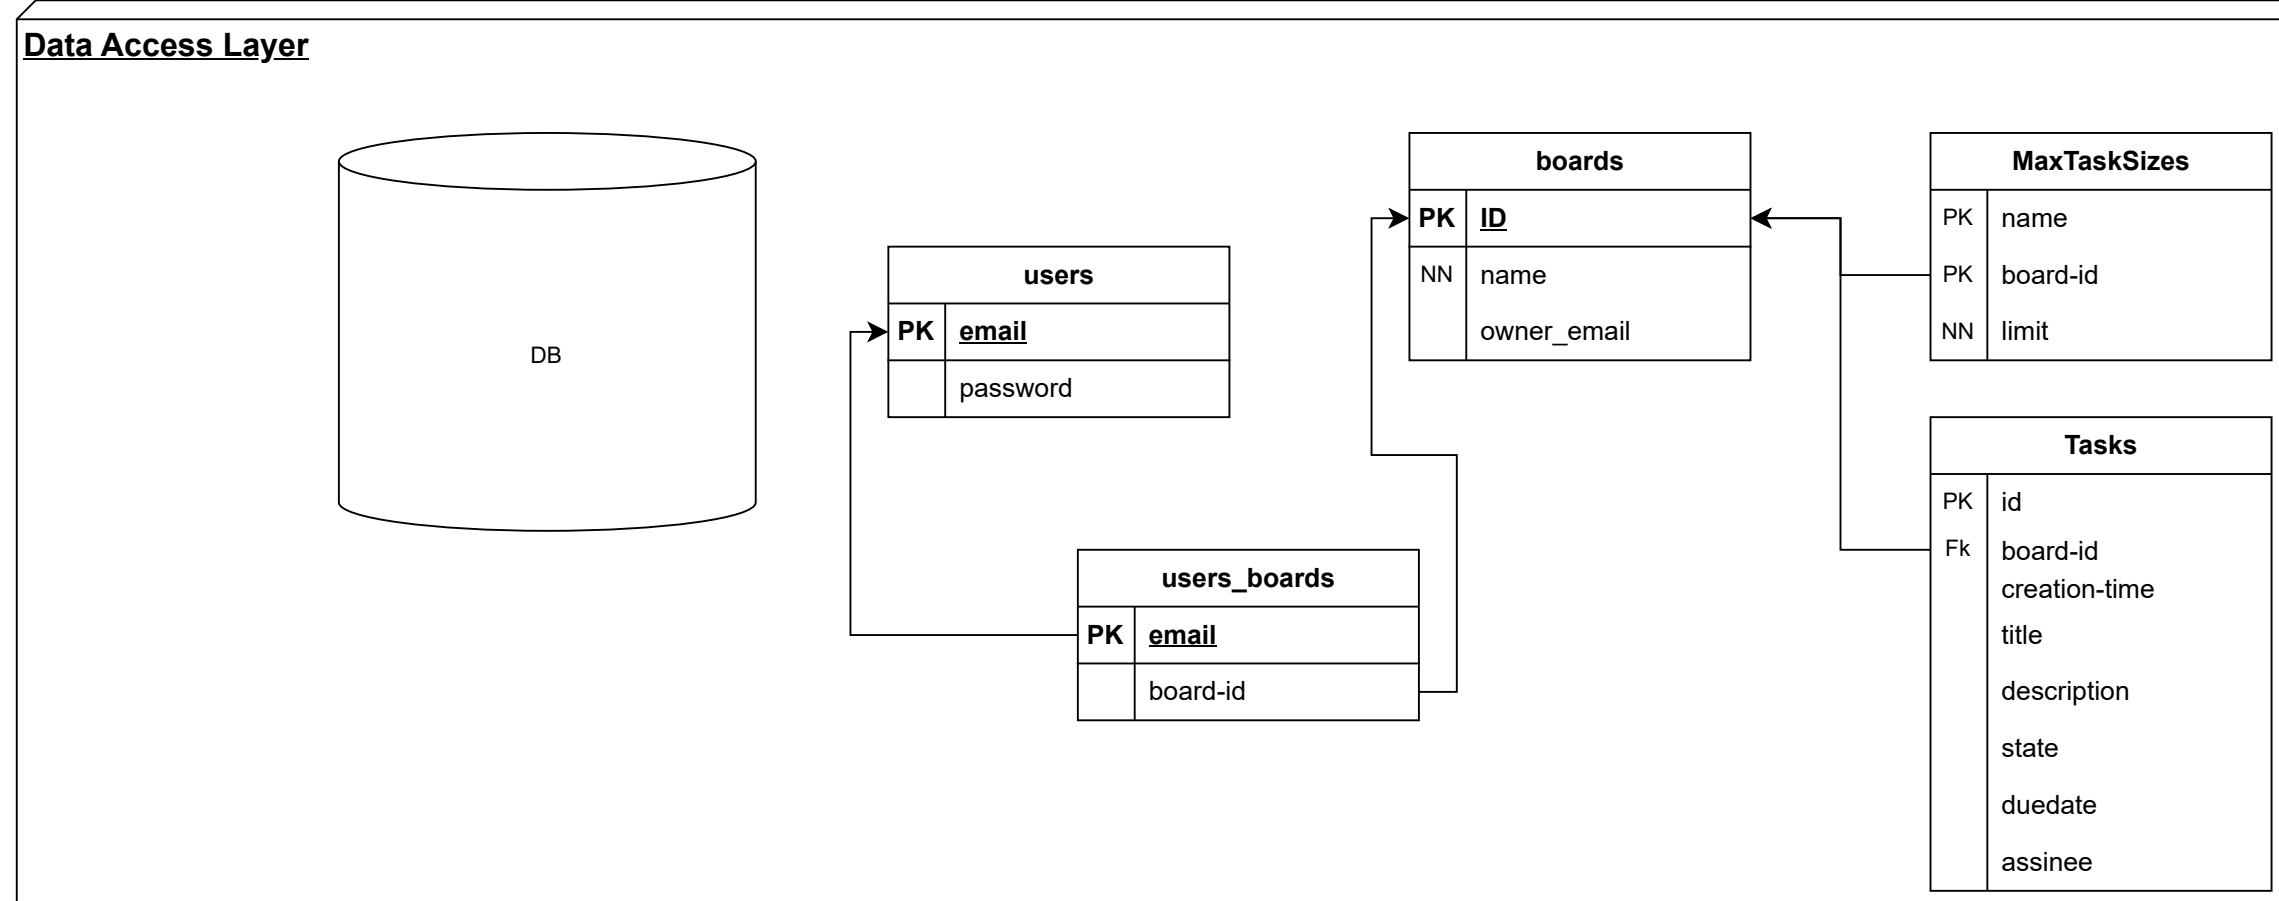 Data Access Layer
DB
users
PK email
password
users_boards
PK email
board-id
boards
PK ID
NN name
owner_email
MaxTaskSizes
PK name
PK board-id
NN limit
Tasks
PK id
Fk board-id
creation-time
title
description
state
duedate
assinee